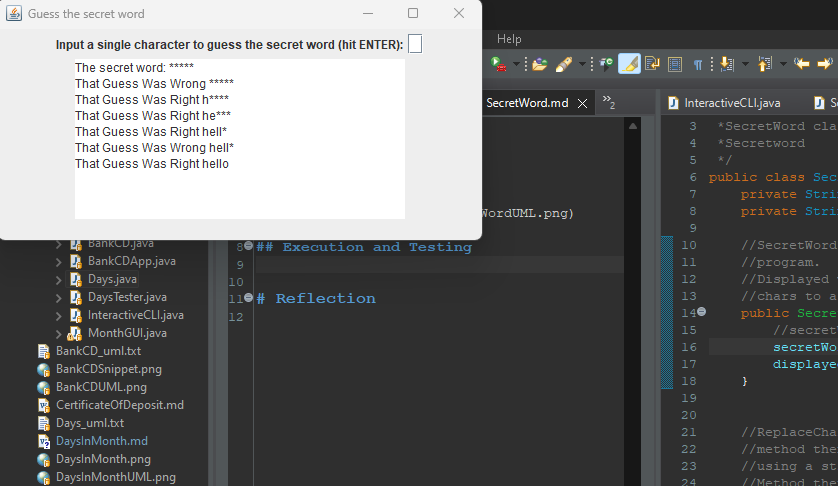 Guess the secret word
Input a single character to guess the secret word (hit ENTER):
The secret word: *****
That Guess Was Wrong *****
That Guess Was Right h****
That Guess Was Right he***
That Guess Was Right hell*
That Guess Was Wrong hell*
That Guess Was Right hello
Help
SecretWord.md
2
WordUML.png)
8 ## Execution and Testing
9
10
11 # Reflection
12
BankCD.java
BankCDApp.java
Days.java
DaysTester.java
InteractiveCLI.java
MonthGUI.java
BankCD_uml.txt
BankCDSnippet.png
BankCDUML.png
CertificateOfDeposit.md
Days_uml.txt
DaysInMonth.md
DaysInMonth.png
DaysInMonthUML.png
InteractiveCLI.java
3 *SecretWord cla
4 *Secretword
5 */
6 public class Sec
7 private Stri
8 private Stri
9
10 //SecretWord
11 //program.
12 //Displayed
13 //chars to a
14 public Secre
15 //secret
16 secretWo
17 displaye
18 }
19
20
21 //ReplaceCha
22 //method the
23 //using a st
24 //Method the